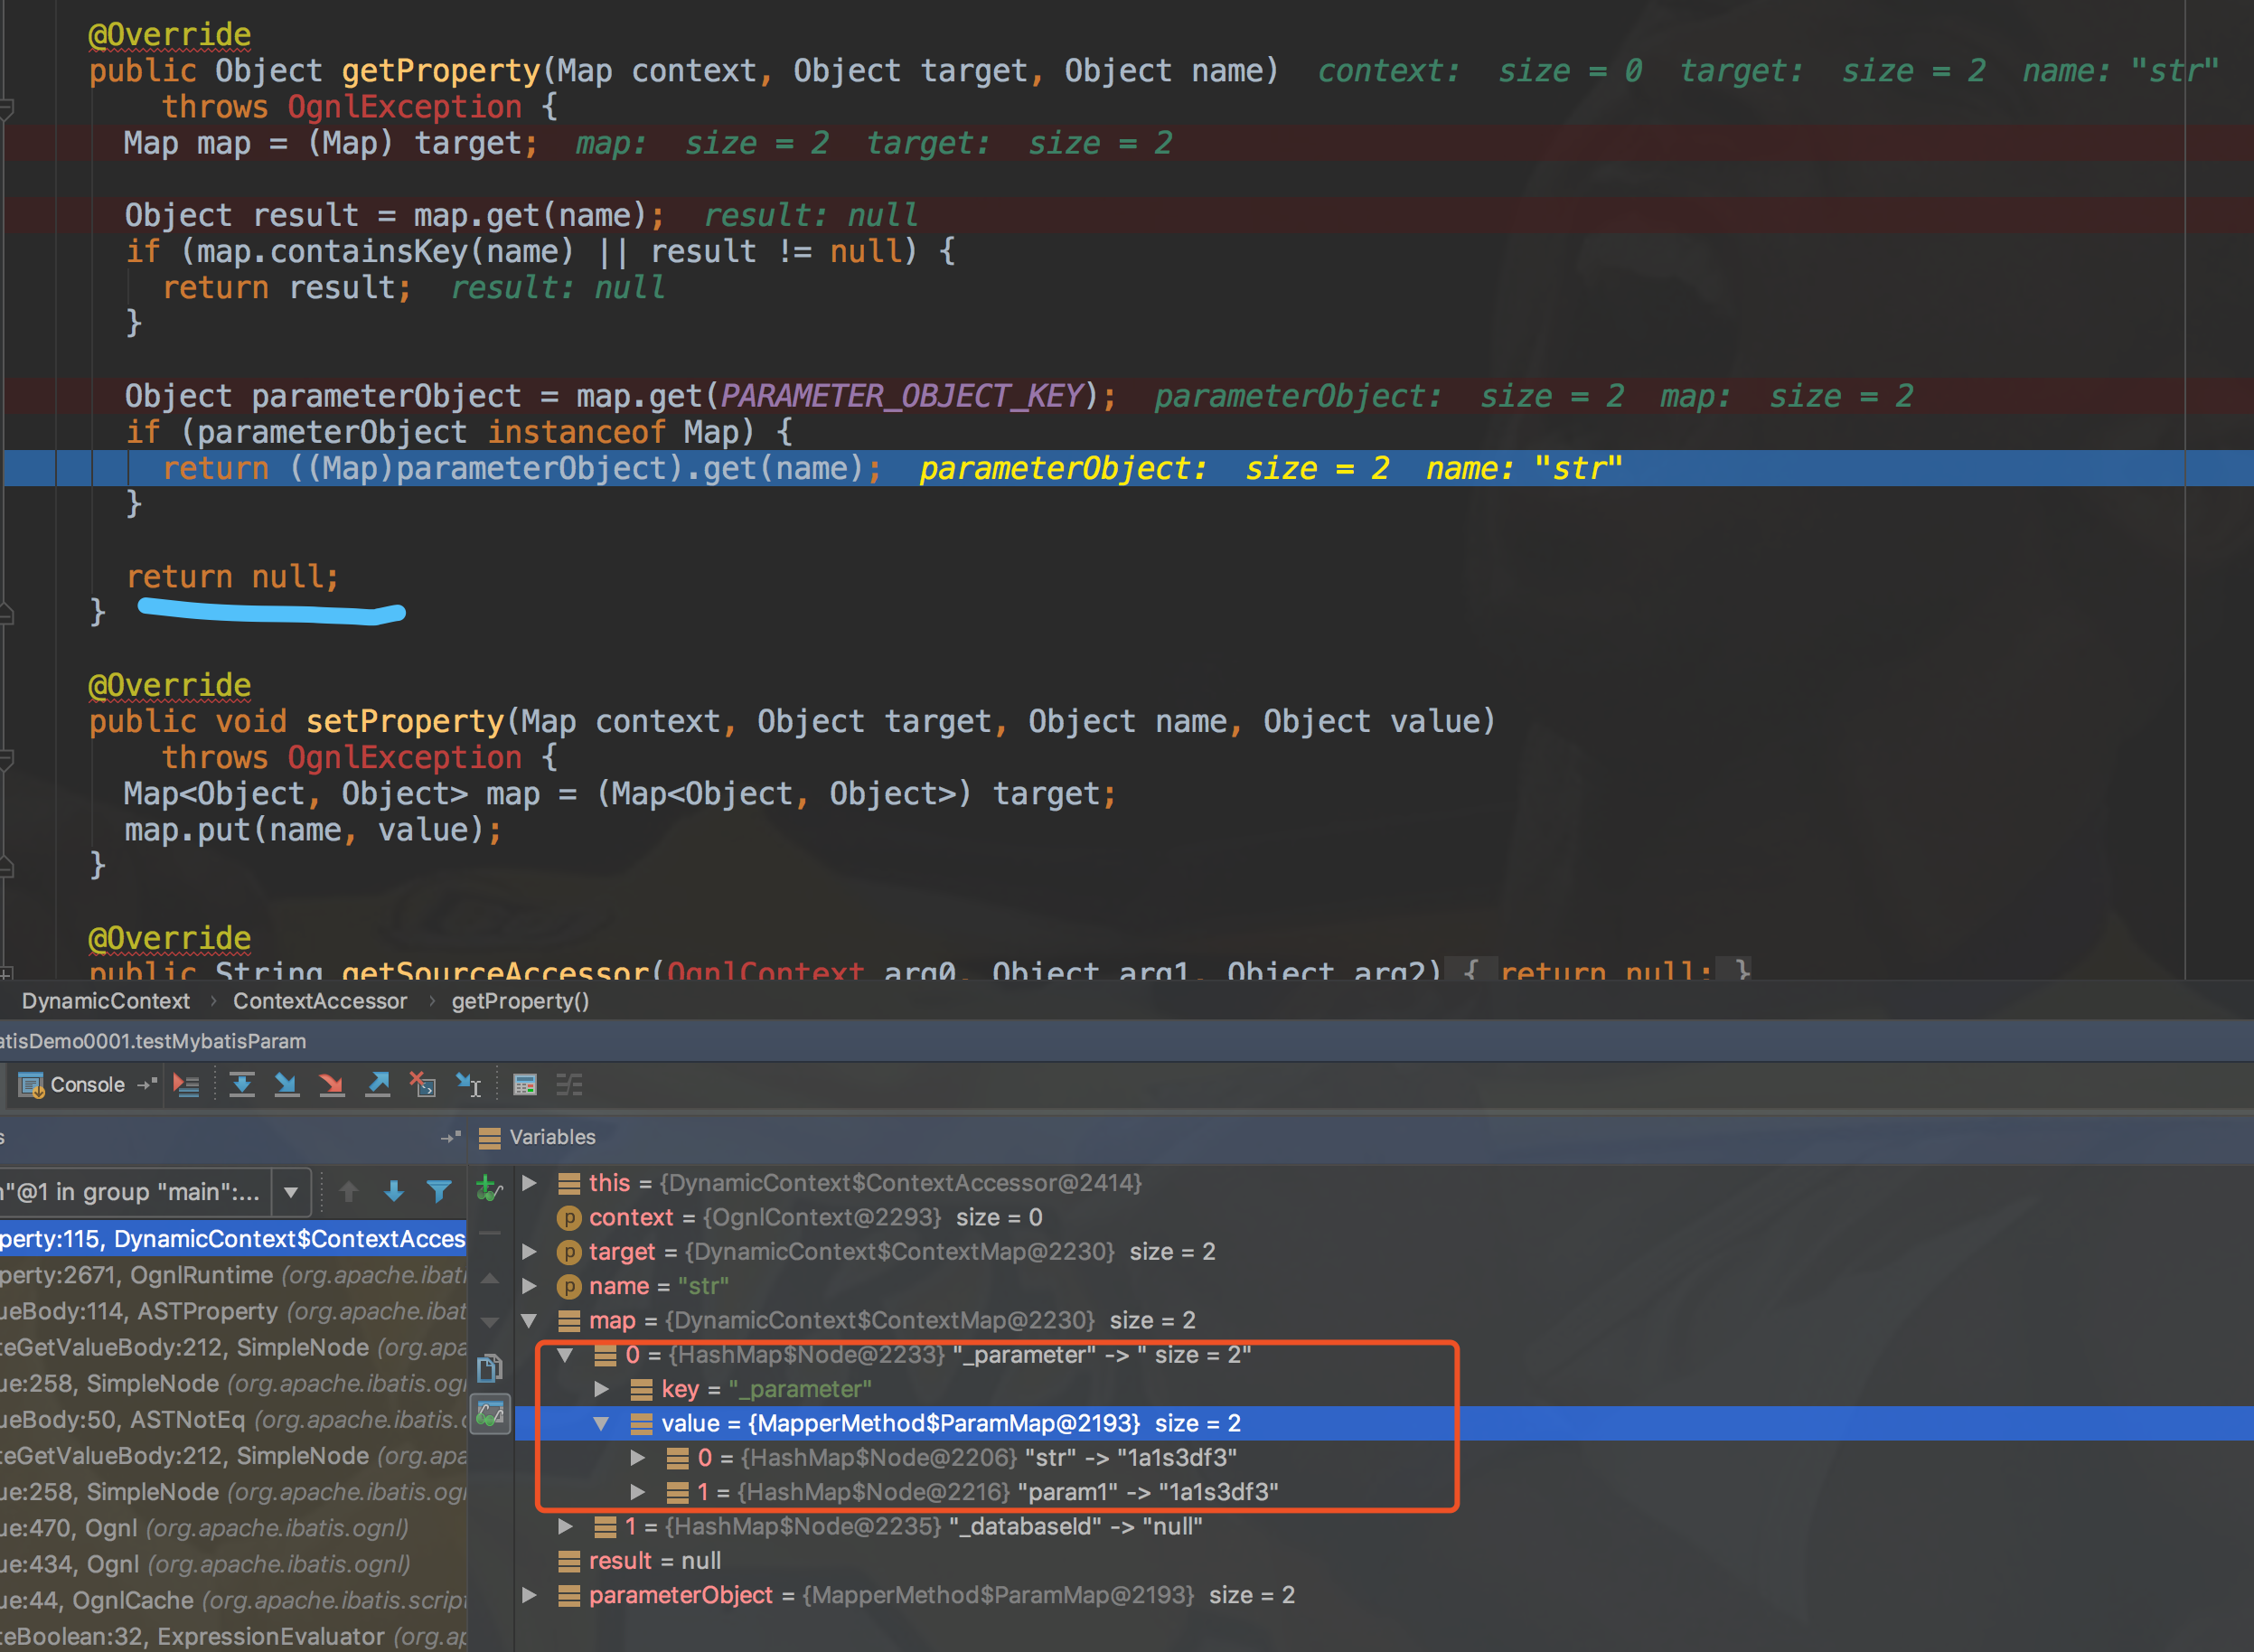 @Override
public Object getProperty(Map context, Object target, Object name)  context:  size = 0  target:  size = 2  name: "str"
throws OgnlException {
Map map = (Map) target;  map:  size = 2  target:  size = 2
Object result = map.get(name);  result: null
if (map.containsKey(name) || result != null) {
return result;  result: null
}
Object parameterObject = map.get(PARAMETER_OBJECT_KEY);  parameterObject:  size = 2  map:  size = 2
if (parameterObject instanceof Map) {
return ((Map)parameterObject).get(name);  parameterObject:  size = 2  name: "str"
}
return null;
}
@Override
public void setProperty(Map context, Object target, Object name, Object value)
throws OgnlException {
Map<Object, Object> map = (Map<Object, Object>) target;
map.put(name, value);
}
@Override
public String getSourceAccessor(OgnlContext arg0, Object arg1, Object arg2) { return null; }
DynamicContext › ContextAccessor › getProperty()
atisDemo0001.testMybatisParam
Console
s
Variables
"@1 in group "main":...
perty:115, DynamicContext$ContextAcces
perty:2671, OgnlRuntime (org.apache.ibati
ueBody:114, ASTProperty (org.apache.ibat
teGetValueBody:212, SimpleNode (org.apa
ue:258, SimpleNode (org.apache.ibatis.ogn
ueBody:50, ASTNotEq (org.apache.ibatis.o
teGetValueBody:212, SimpleNode (org.apa
ue:258, SimpleNode (org.apache.ibatis.ogn
ue:470, Ognl (org.apache.ibatis.ognl)
ue:434, Ognl (org.apache.ibatis.ognl)
ue:44, OgnlCache (org.apache.ibatis.script
teBoolean:32, ExpressionEvaluator (org.ap
this = {DynamicContext$ContextAccessor@2414}
p context = {OgnlContext@2293}  size = 0
p target = {DynamicContext$ContextMap@2230}  size = 2
p name = "str"
map = {DynamicContext$ContextMap@2230}  size = 2
0 = {HashMap$Node@2233} "_parameter" -> " size = 2"
key = "_parameter"
value = {MapperMethod$ParamMap@2193}  size = 2
0 = {HashMap$Node@2206} "str" -> "1a1s3df3"
1 = {HashMap$Node@2216} "param1" -> "1a1s3df3"
1 = {HashMap$Node@2235} "_databaseId" -> "null"
result = null
parameterObject = {MapperMethod$ParamMap@2193}  size = 2